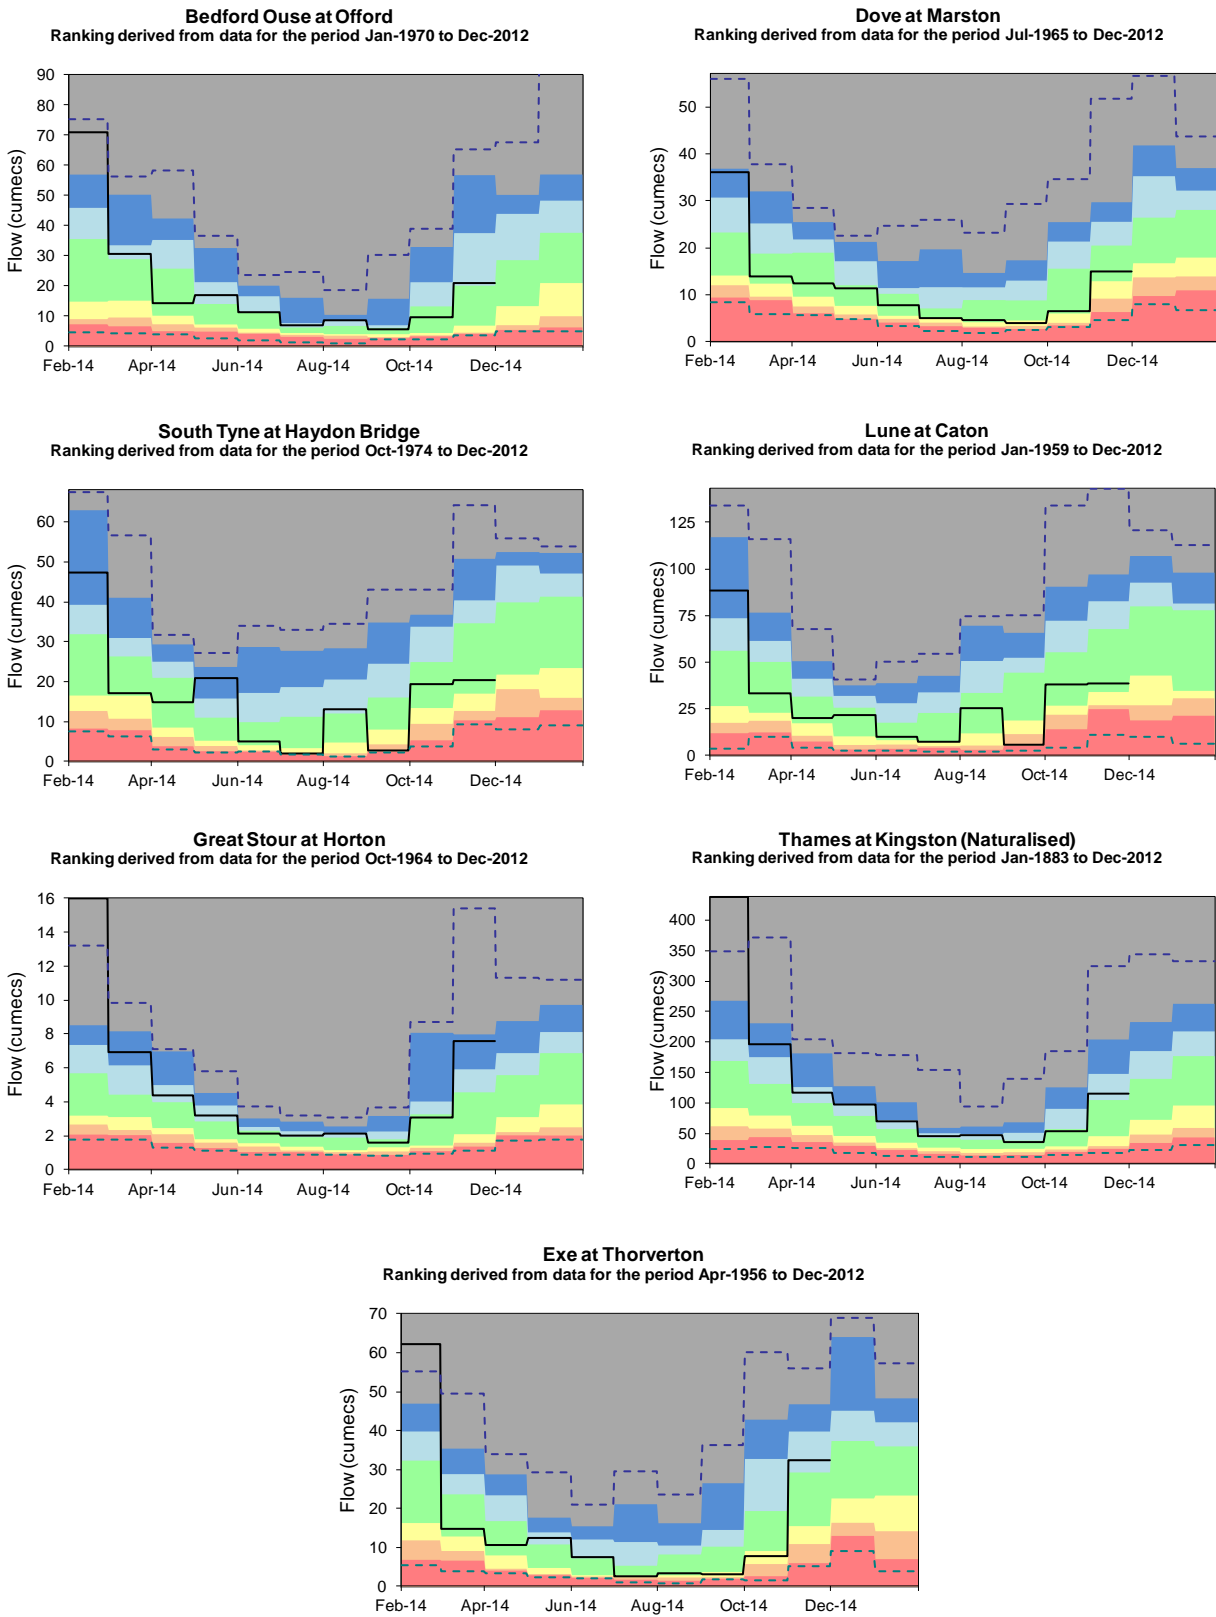 Bedford Ouse at Offord
Ranking derived from data for the period Jan-1970 to Dec-2012
Flow (cumecs)
90
80
70
60
50
40
30
20
10
0
Feb-14 Apr-14 Jun-14 Aug-14 Oct-14 Dec-14
Dove at Marston
Ranking derived from data for the period Jul-1965 to Dec-2012
Flow (cumecs)
50
40
30
20
10
0
Feb-14 Apr-14 Jun-14 Aug-14 Oct-14 Dec-14
South Tyne at Haydon Bridge
Ranking derived from data for the period Oct-1974 to Dec-2012
Flow (cumecs)
60
50
40
30
20
10
0
Feb-14 Apr-14 Jun-14 Aug-14 Oct-14 Dec-14
Lune at Caton
Ranking derived from data for the period Jan-1959 to Dec-2012
Flow (cumecs)
125
100
75
50
25
0
Feb-14 Apr-14 Jun-14 Aug-14 Oct-14 Dec-14
Great Stour at Horton
Ranking derived from data for the period Oct-1964 to Dec-2012
Flow (cumecs)
16
14
12
10
8
6
4
2
0
Feb-14 Apr-14 Jun-14 Aug-14 Oct-14 Dec-14
Thames at Kingston (Naturalised)
Ranking derived from data for the period Jan-1883 to Dec-2012
Flow (cumecs)
400
350
300
250
200
150
100
50
0
Feb-14 Apr-14 Jun-14 Aug-14 Oct-14 Dec-14
Exe at Thorverton
Ranking derived from data for the period Apr-1956 to Dec-2012
Flow (cumecs)
70
60
50
40
30
20
10
0
Feb-14 Apr-14 Jun-14 Aug-14 Oct-14 Dec-14